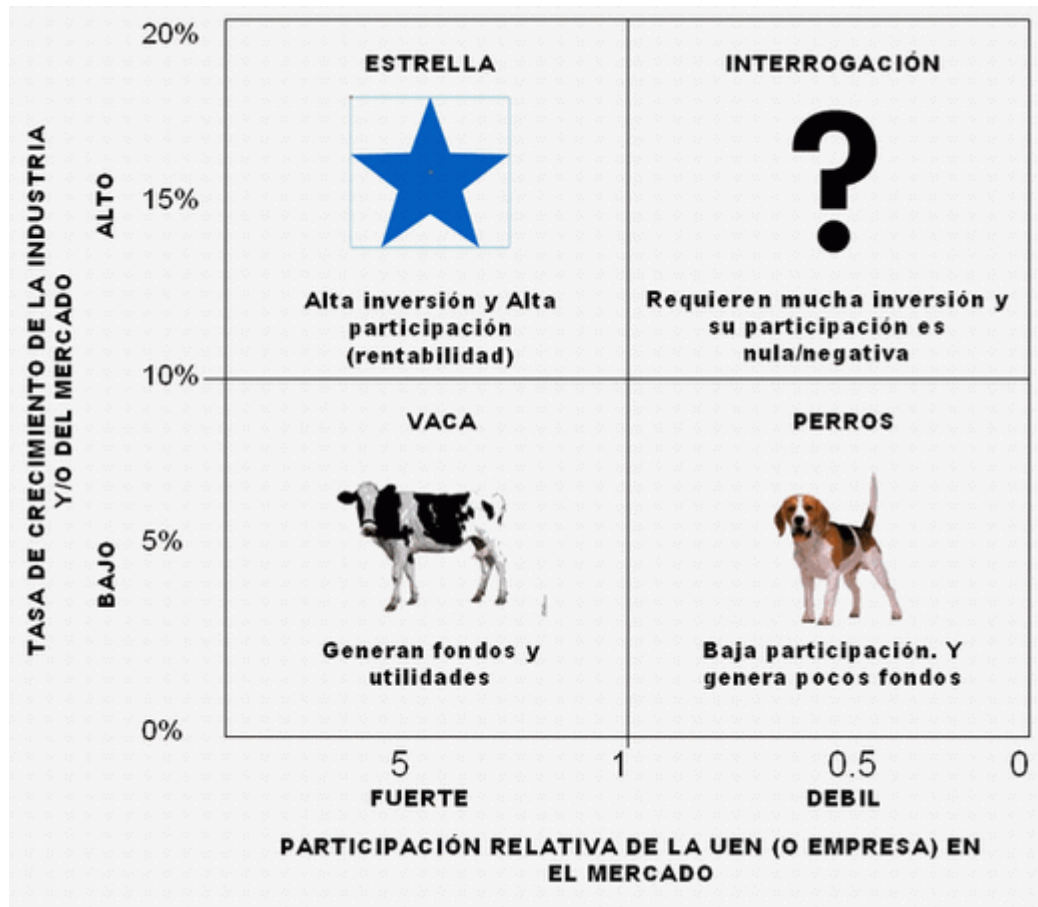 20%
ESTRELLA
INTERROGACIÓN
TASA DE CRECIMIENTO DE LA INDUSTRIA
Y/O DEL MERCADO
ALTO
15%
Alta inversión y Alta
participación
(rentabilidad)
Requieren mucha inversión y
su participación es
nula/negativa
10%
VACA
PERROS
BAJO
5%
Generan fondos y
utilidades
Baja participación. Y
genera pocos fondos
0%
5
1
0.5
0
FUERTE
DEBIL
PARTICIPACIÓN RELATIVA DE LA UEN (O EMPRESA) EN
EL MERCADO